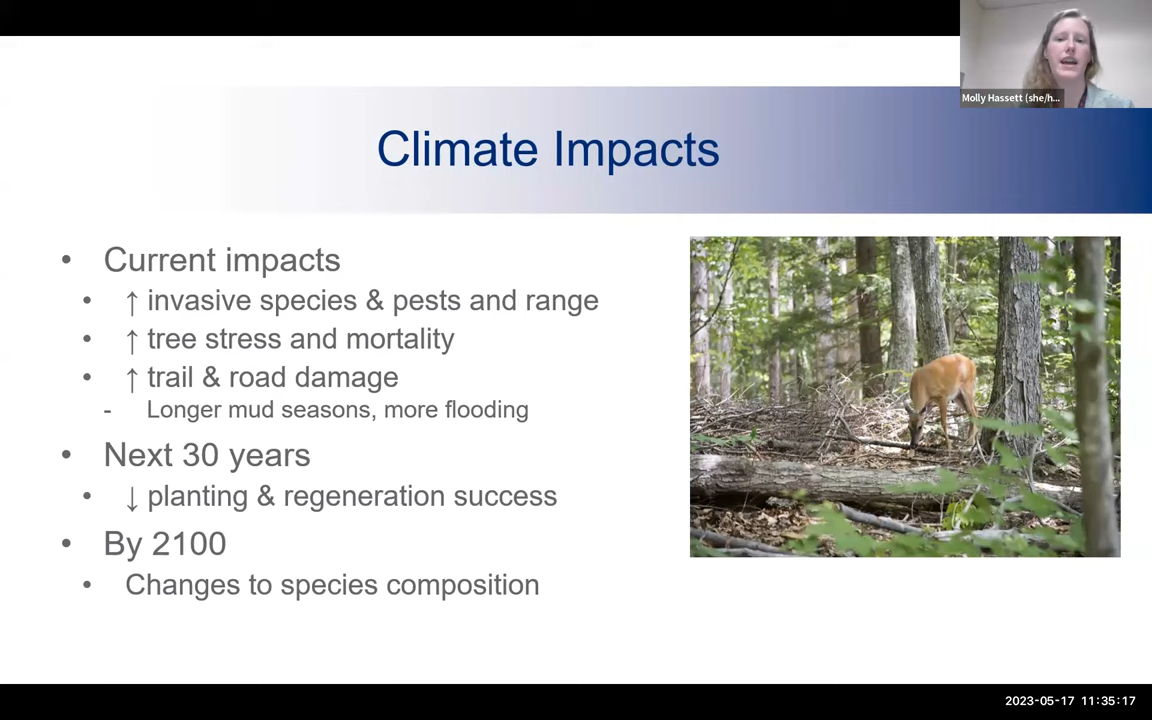 Molly Hassett (she/h...
Climate Impacts
• Current impacts
• ↑ invasive species & pests and range
• ↑ tree stress and mortality
• ↑ trail & road damage
- Longer mud seasons, more flooding
• Next 30 years
• ↓ planting & regeneration success
• By 2100
• Changes to species composition
2023-05-17 11:35:17